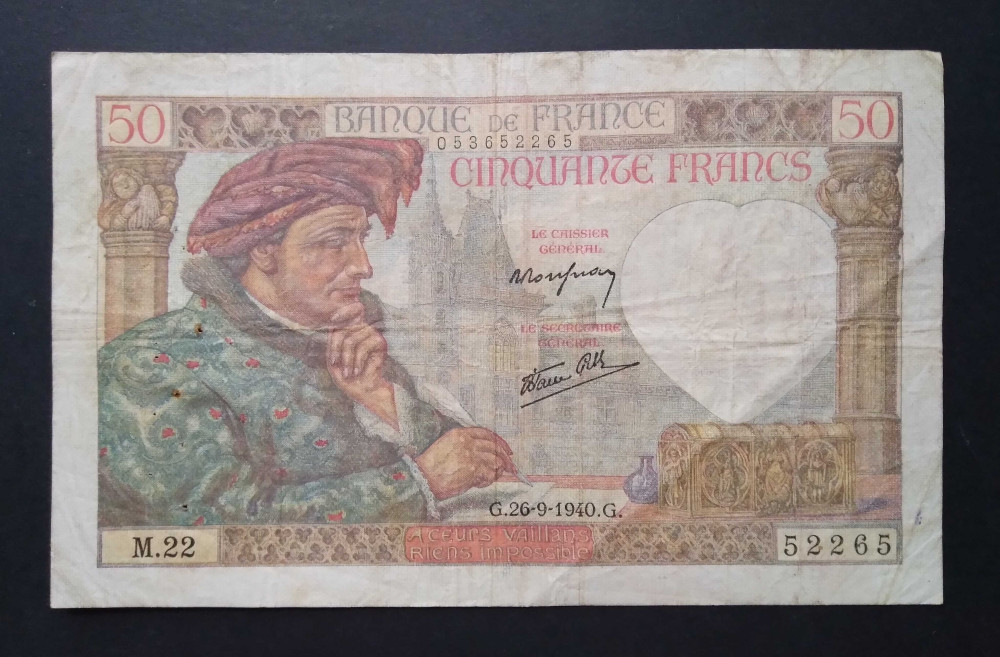 50 BANQUE DE FRANCE 50
053652265
CINQUANTE FRANCS
LE CAISSIER
GÉNÉRAL
LE SECRÉTAIRE
GÉNÉRAL
G.26-9-1940.G.
M.22
A CŒURS VAILLANS
RIENS IMPOSSIBLE
52265